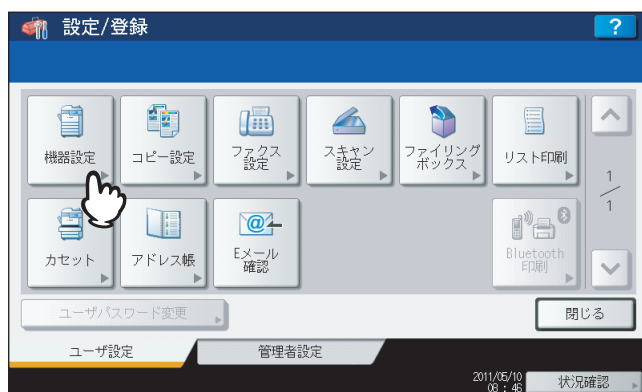 設定/登録
?
機器設定
コピー設定
ファクス
設定
スキャン
設定
ファイリング
ボックス
リスト印刷
1
1
カセット
アドレス帳
@
Eメール
確認
Bluetooth
印刷
ユーザパスワード変更
閉じる
ユーザ設定
管理者設定
2011/05/10
08：46
状況確認